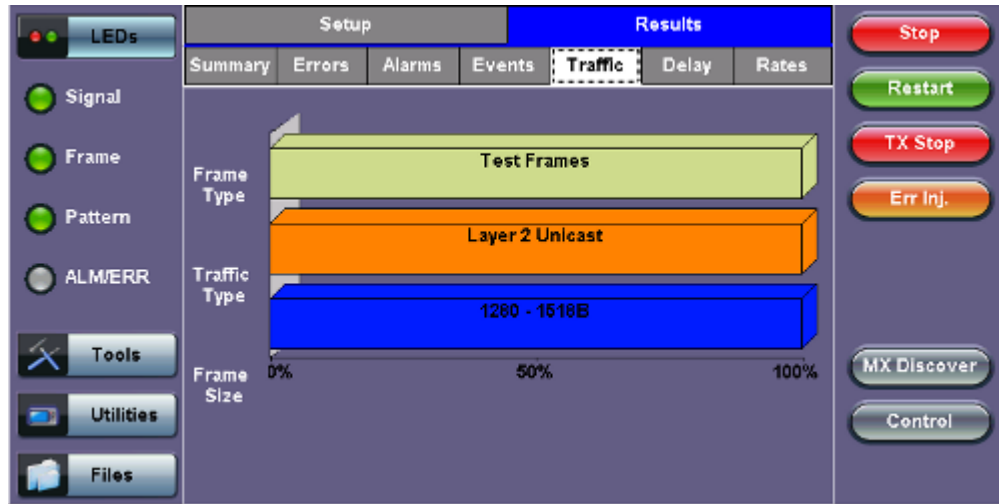 LEDs
Signal
Frame
Pattern
ALM/ERR
Tools
Utilities
Files
Setup
Results
Summary
Errors
Alarms
Events
Traffic
Delay
Rates
Frame
Type
Test Frames
Traffic
Type
Layer 2 Unicast
Frame
Size
1280 - 1518B
0%
50%
100%
Stop
Restart
TX Stop
Err Inj.
MX Discover
Control